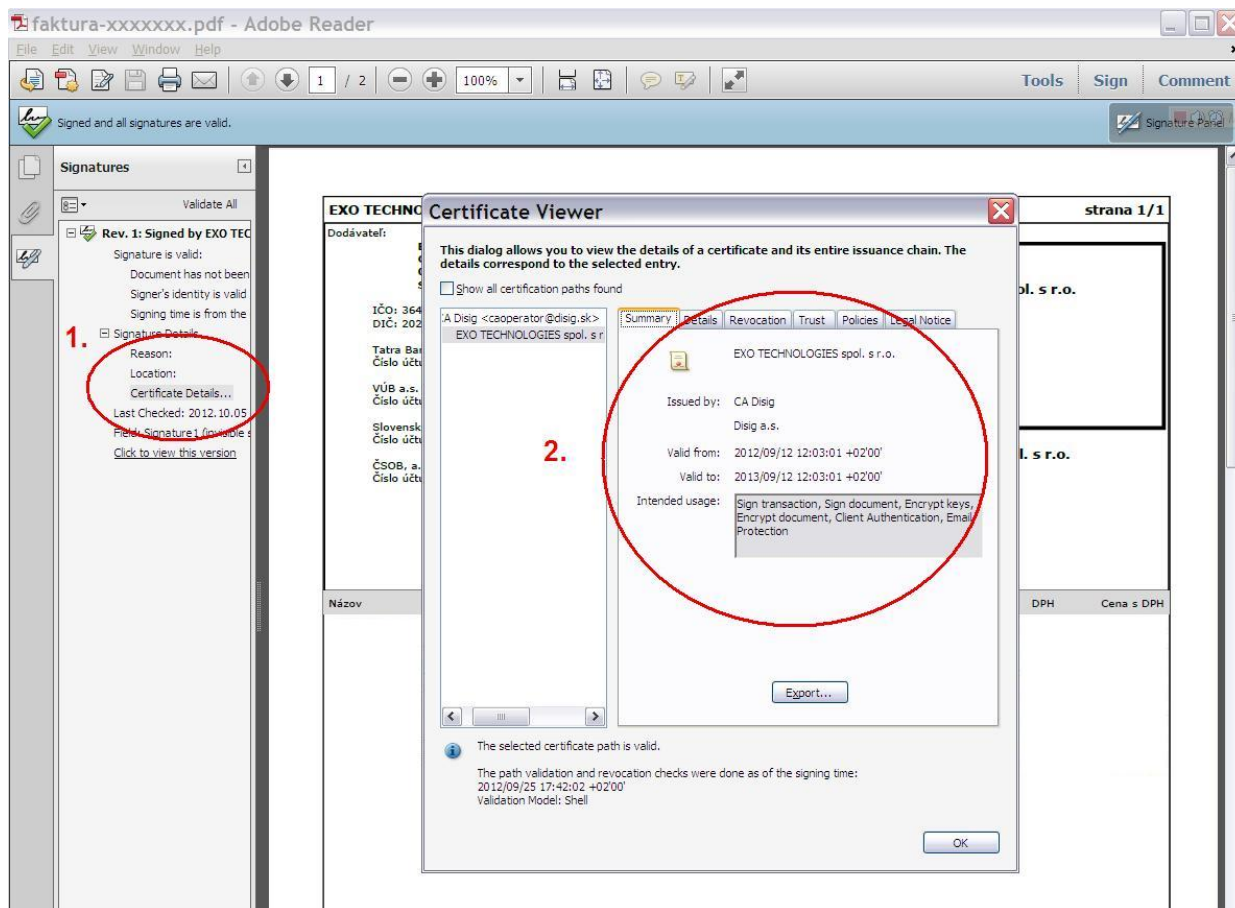 faktura-xxxxxxx.pdf - Adobe Reader
File Edit View Window Help
1 / 2 100% Tools Sign Comment
Signed and all signatures are valid.
Signature Panel
Signatures
Validate All
Rev. 1: Signed by EXO TEC
Signature is valid:
Document has not been
Signer's identity is valid
Signing time is from the
Signature Details
Reason:
Location:
Certificate Details...
Last Checked: 2012.10.05
Field: Signature1 (invisible s
Click to view this version
1.
EXO TECHNO
strana 1/1
Dodávateľ:
IČO: 364
DIČ: 202
Tatra Ban
Číslo účtu
VÚB a.s.
Číslo účtu
Slovensk
Číslo účtu
ČSOB, a.
Číslo účtu
ol. s r.o.
l. s r.o.
Názov DPH Cena s DPH
Certificate Viewer
This dialog allows you to view the details of a certificate and its entire issuance chain. The
details correspond to the selected entry.
Show all certification paths found
CA Disig <caoperator@disig.sk>
EXO TECHNOLOGIES spol. s r
Summary Details Revocation Trust Policies Legal Notice
EXO TECHNOLOGIES spol. s r.o.
Issued by: CA Disig
Disig a.s.
Valid from: 2012/09/12 12:03:01 +02'00'
Valid to: 2013/09/12 12:03:01 +02'00'
Intended usage: Sign transaction, Sign document, Encrypt keys,
Encrypt document, Client Authentication, Email
Protection
2.
Export...
The selected certificate path is valid.
The path validation and revocation checks were done as of the signing time:
2012/09/25 17:42:02 +02'00'
Validation Model: Shell
OK